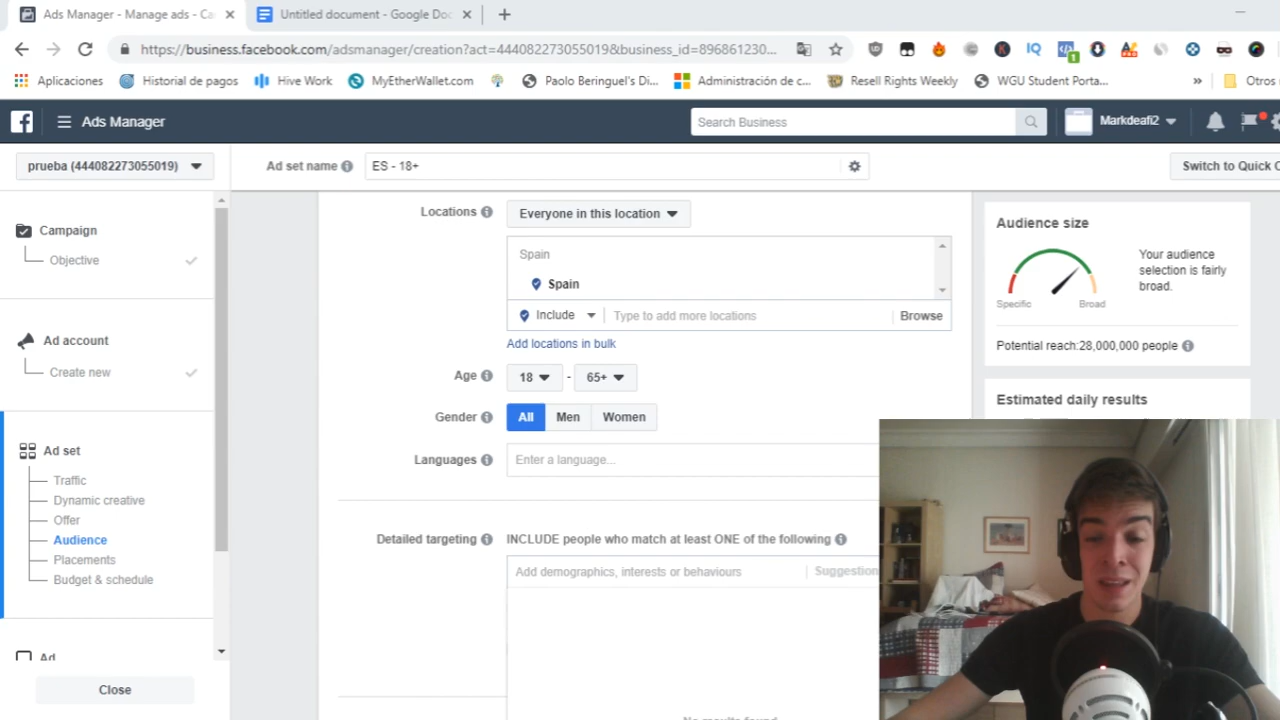 Ads Manager - Manage ads - Ca
Untitled document - Google Doc
https://business.facebook.com/adsmanager/creation?act=444082273055019&business_id=896861230...
Aplicaciones
Historial de pagos
Hive Work
MyEtherWallet.com
Paolo Beringuel's Di...
Administración de c...
Resell Rights Weekly
WGU Student Porta...
»
Otros
Ads Manager
Search Business
Markdeafi2
prueba (444082273055019)
Ad set name
ES - 18+
Switch to Quick C
Campaign
Objective
Ad account
Create new
Ad set
Traffic
Dynamic creative
Offer
Audience
Placements
Budget & schedule
Ad
Close
Locations
Everyone in this location
Spain
Spain
Include
Type to add more locations
Browse
Add locations in bulk
Age
18 - 65+
Gender
All Men Women
Languages
Enter a language...
Detailed targeting
INCLUDE people who match at least ONE of the following
Add demographics, interests or behaviours
Suggestion
No results found
Audience size
Your audience
selection is fairly
broad.
Specific
Broad
Potential reach:28,000,000 people
Estimated daily results